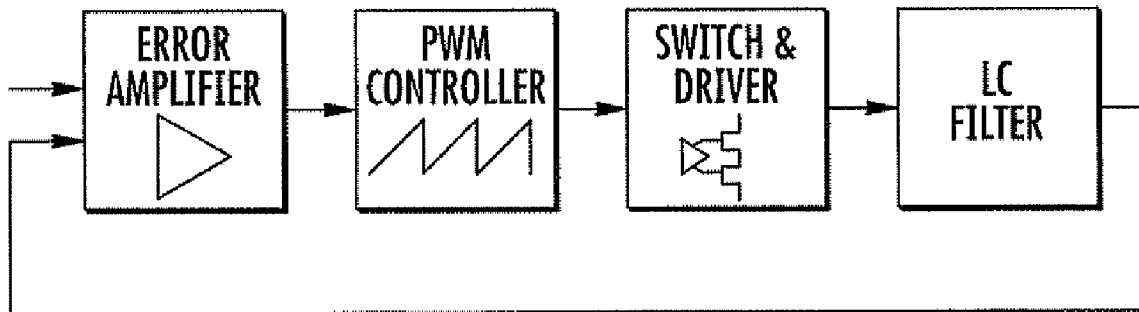 ERROR
AMPLIFIER
PWM
CONTROLLER
SWITCH &
DRIVER
LC
FILTER